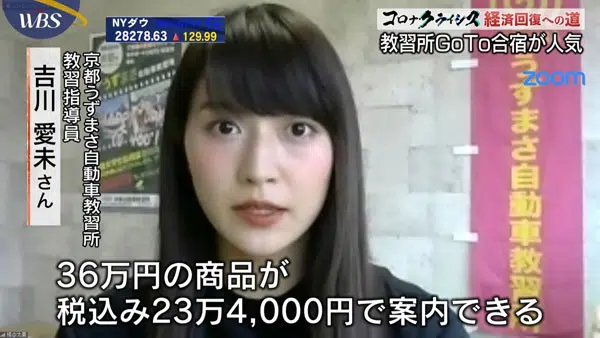 WBS
NYダウ
28278.63 ▲129.99
コロナクライシス 経済回復への道
教習所GoTo合宿が人気
zoom
京都うずまさ自動車教習所
教習指導員
吉川 愛未さん
うずまさ自動車教習所
36万円の商品が
税込み23万4,000円で案内できる